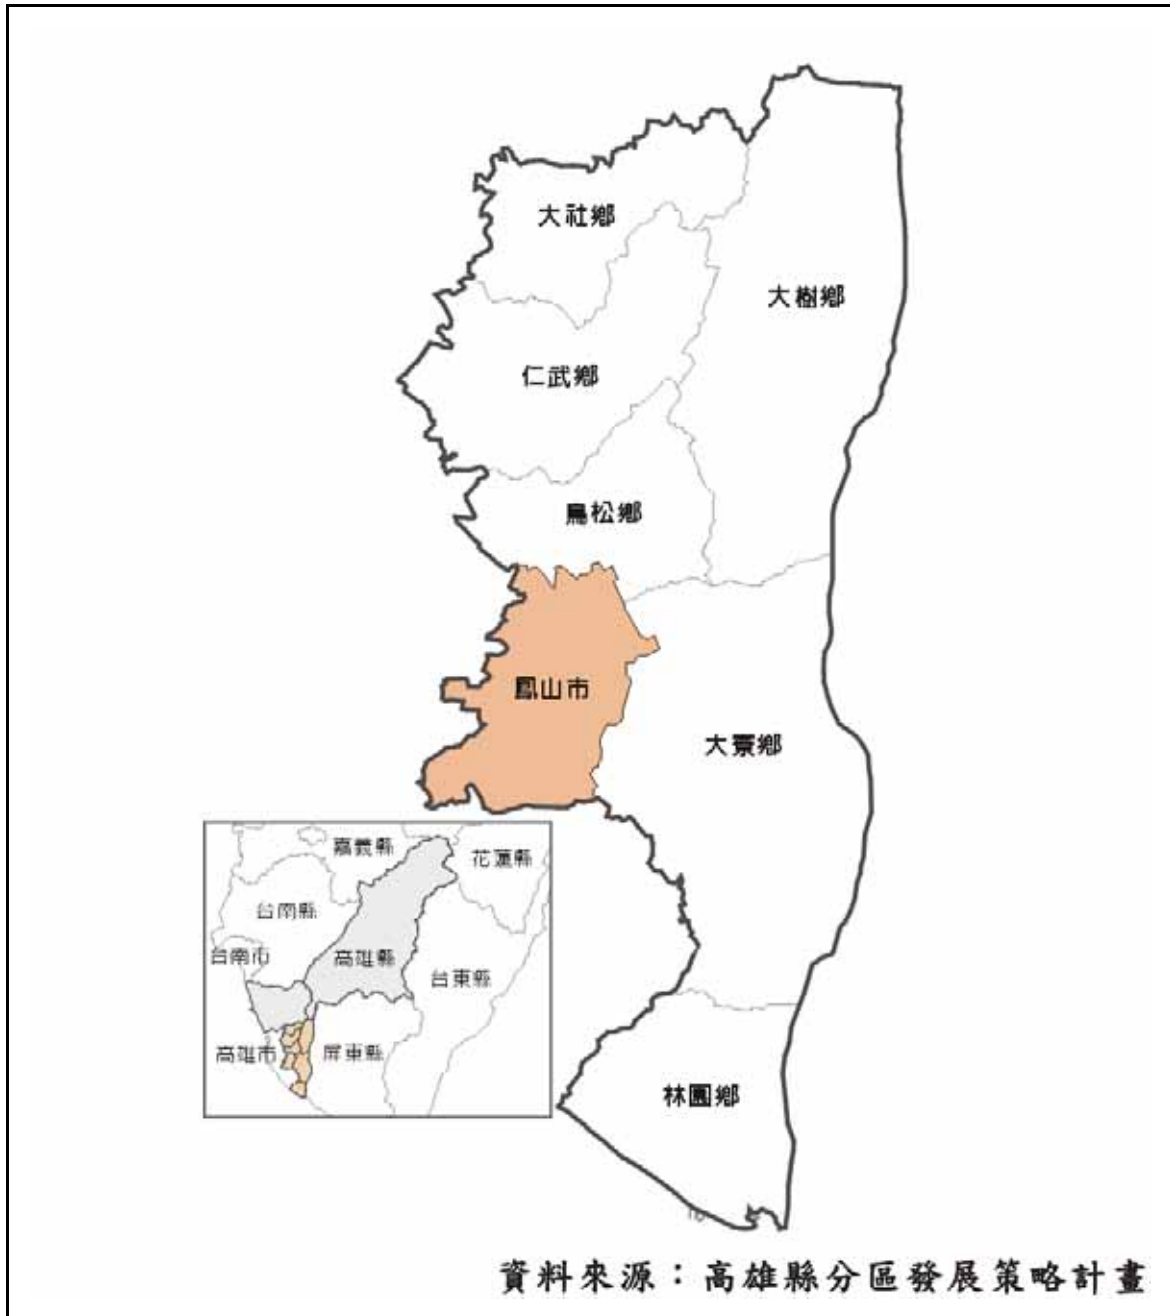 大社鄉
大樹鄉
仁武鄉
鳥松鄉
鳳山市
大寮鄉
嘉義縣
花蓮縣
台南縣
台南市
高雄縣
台東縣
高雄市
屏東縣
林園鄉
資料來源：高雄縣分區發展策略計畫